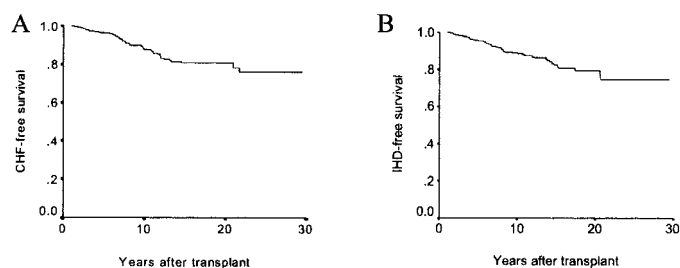 A
1.0
.8
.6
.4
.2
0.0
CHF-free survival
0 10 20 30
Years after transplant
B
1.0
.8
.6
.4
.2
0.0
IHD-free survival
0 10 20 30
Years after transplant